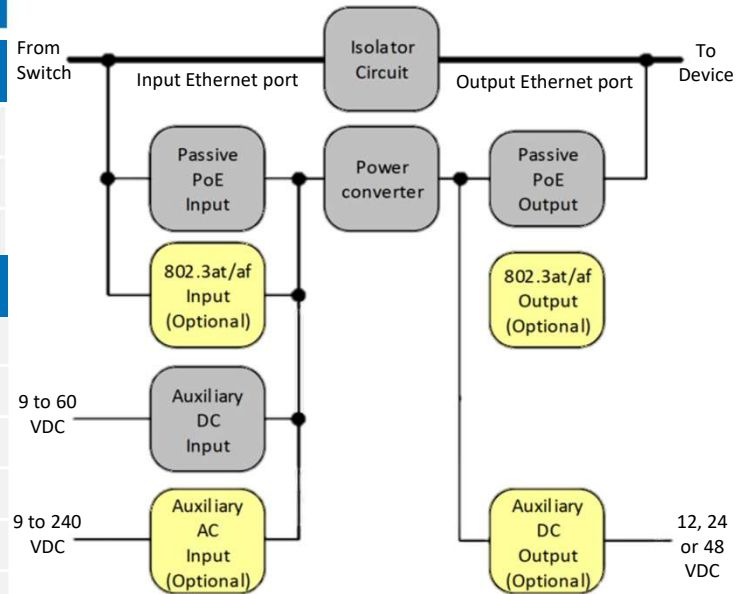 From
Switch
Input Ethernet port
Isolator
Circuit
Output Ethernet port
To
Device
Passive
PoE
Input
Power
converter
Passive
PoE
Output
802.3at/af
Input
(Optional)
802.3at/af
Output
(Optional)
9 to 60
VDC
Auxiliary
DC
Input
9 to 240
VDC
Auxiliary
AC
Input
(Optional)
Auxiliary
DC
Output
(Optional)
12, 24
or 48
VDC